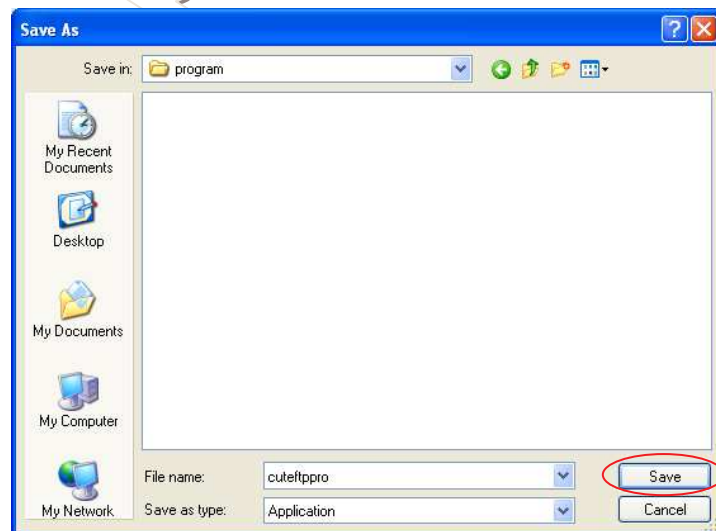 Save As
Save in: program
My Recent
Documents
Desktop
My Documents
My Computer
My Network
File name: cuteftppro Save
Save as type: Application Cancel